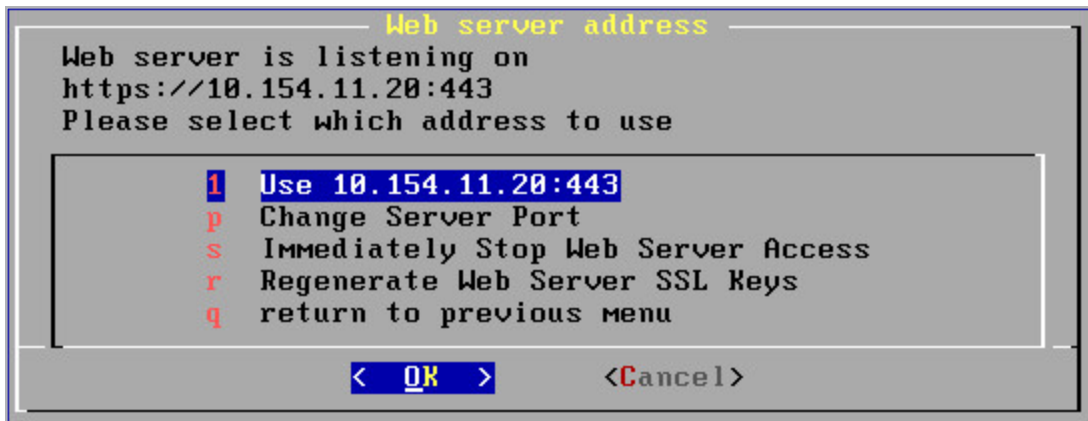 Web server address
Web server is listening on
https://10.154.11.20:443
Please select which address to use
1 Use 10.154.11.20:443
p Change Server Port
s Immediately Stop Web Server Access
r Regenerate Web Server SSL Keys
q return to previous menu
< OK > <Cancel>